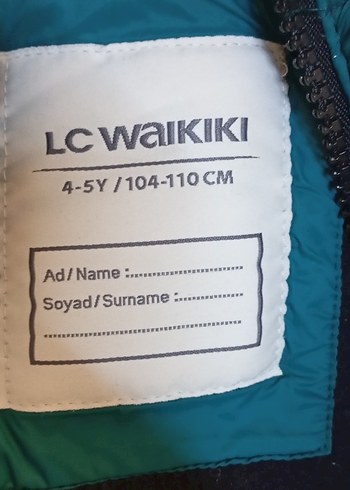 LC WAIKIKI
4-5Y / 104-110 CM
Ad / Name :..............................
Soyad / Surname :..................
....................................................